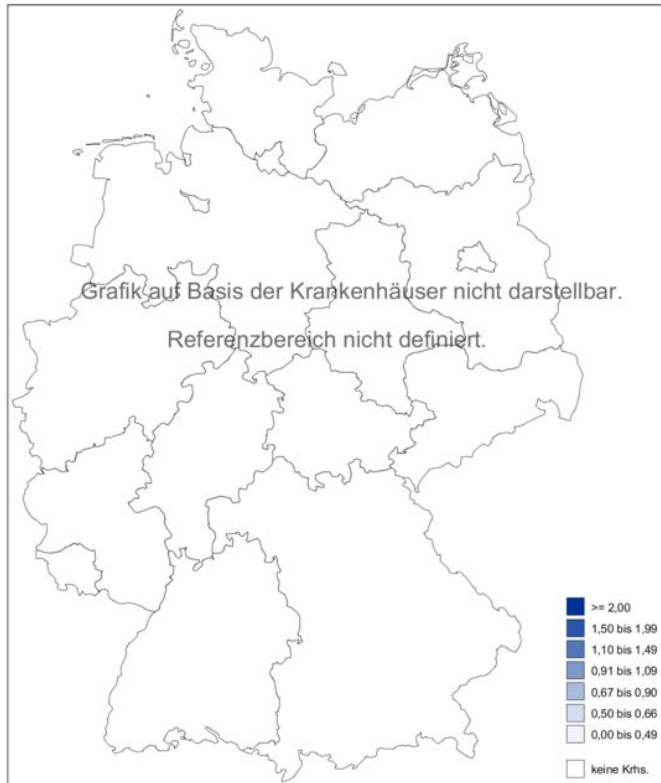 Grafik auf Basis der Krankenhäuser nicht darstellbar.
Referenzbereich nicht definiert.
>= 2,00
1,50 bis 1,99
1,10 bis 1,49
0,91 bis 1,09
0,67 bis 0,90
0,50 bis 0,66
0,00 bis 0,49
keine Krhs.